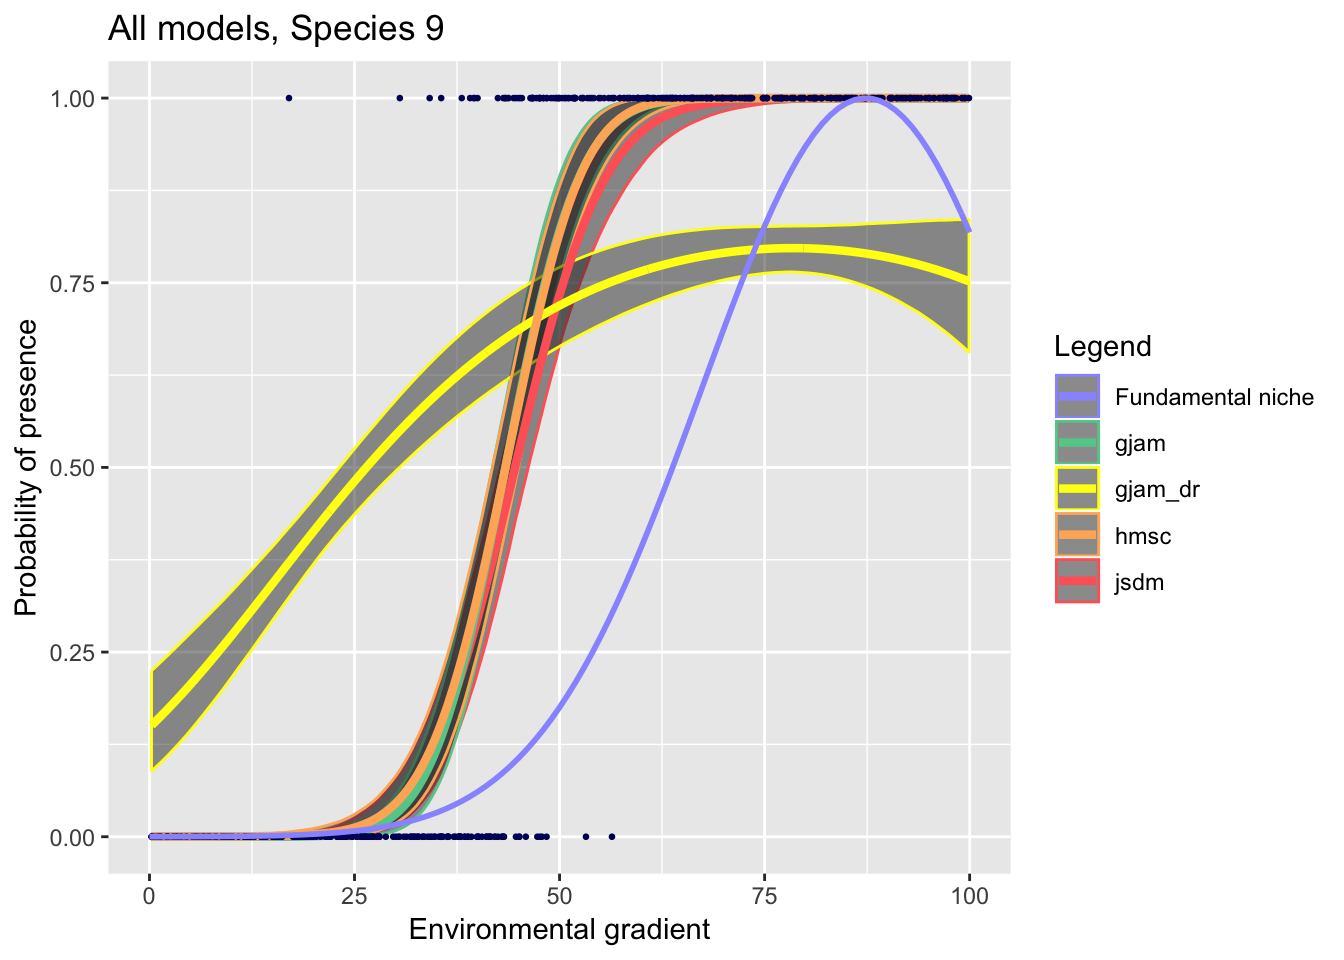 All models, Species 9
Probability of presence
1.00
0.75
0.50
0.25
0.00
0
25
50
75
100
Environmental gradient
Legend
Fundamental niche
gjam
gjam_dr
hmsc
jsdm